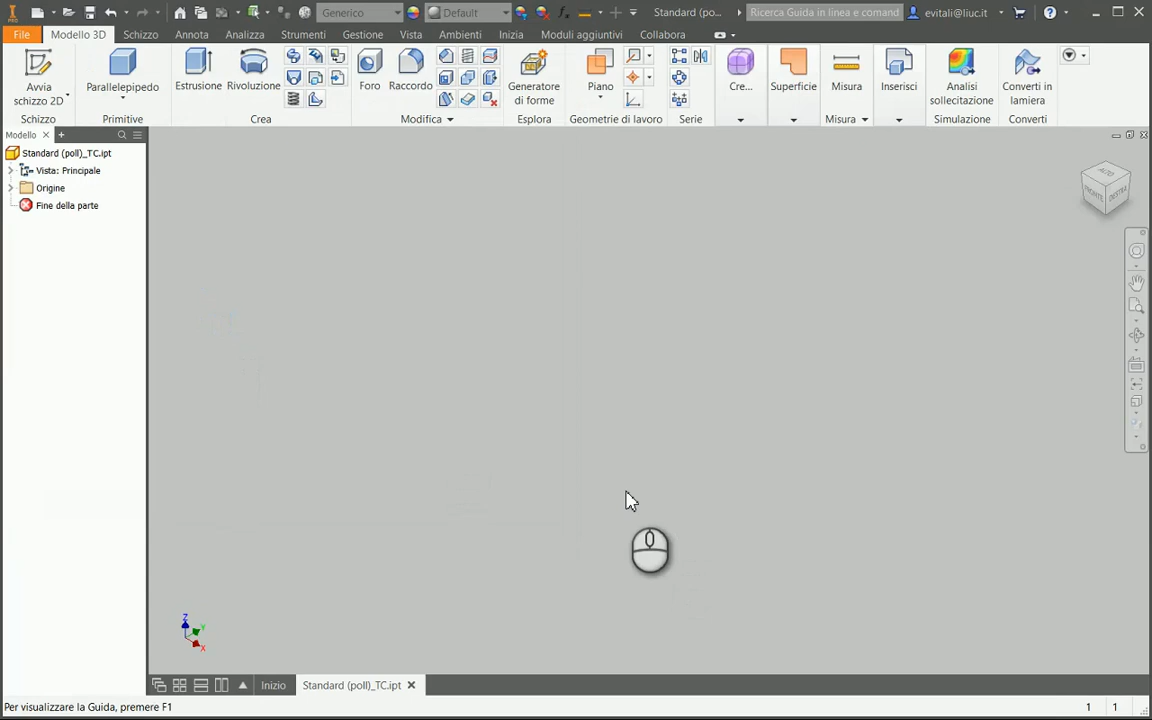 Generico
Default
Standard (po...
Ricerca Guida in linea e comand
evitali@liuc.it
File
Modello 3D
Schizzo
Annota
Analizza
Strumenti
Gestione
Vista
Ambienti
Inizia
Moduli aggiuntivi
Collabora
Avvia
schizzo 2D
Parallelepipedo
Estrusione
Rivoluzione
Foro
Raccordo
Generatore
di forme
Piano
Cre...
Superficie
Misura
Inserisci
Analisi
sollecitazione
Converti in
lamiera
Schizzo
Primitive
Crea
Modifica
Esplora
Geometrie di lavoro
Serie
Misura
Simulazione
Converti
Modello
Standard (poll)_TC.ipt
Vista: Principale
Origine
Fine della parte
ALTO
FRONTE
DESTRA
Z
Y
X
Inizio
Standard (poll)_TC.ipt
Per visualizzare la Guida, premere F1
1
1